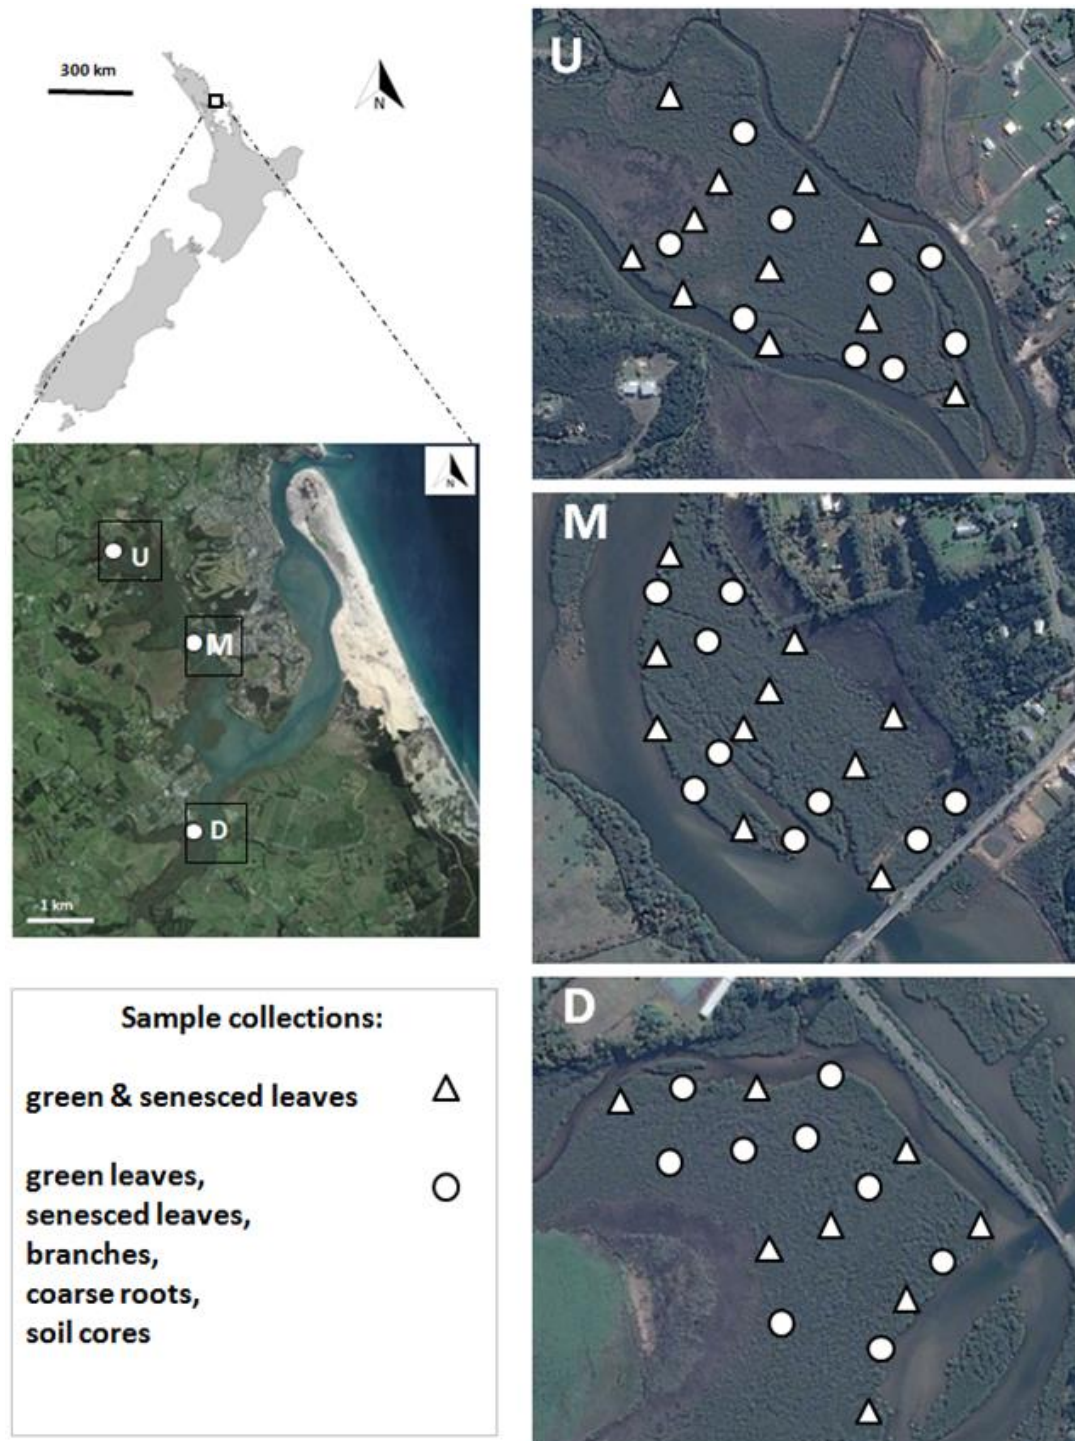 300 km
N
U
N
U
M
M
D
1 km
D
Sample collections:
green & senesced leaves
green leaves,
senesced leaves,
branches,
coarse roots,
soil cores